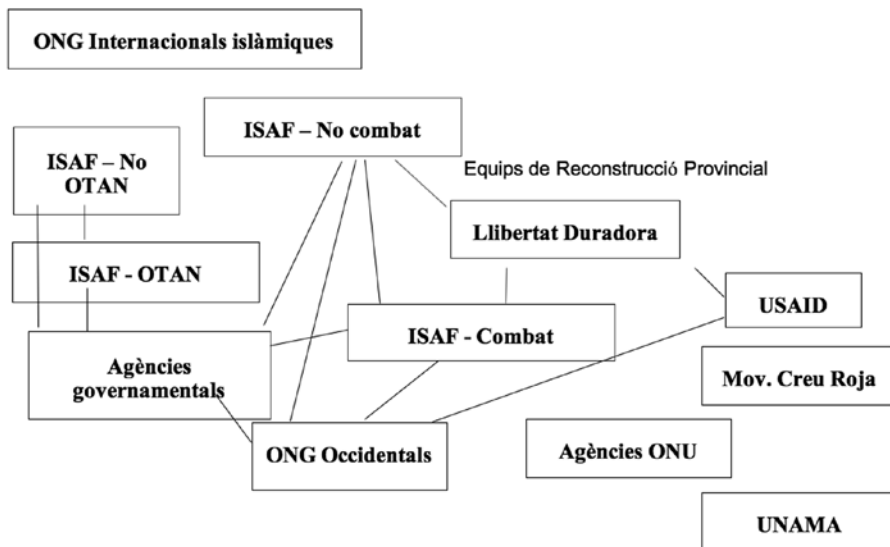 ONG Internacionals islàmiques
ISAF – No combat
ISAF – No
OTAN
Equips de Reconstrucció Provincial
Llibertat Duradora
ISAF - OTAN
USAID
ISAF - Combat
Agències
governamentals
Mov. Creu Roja
ONG Occidentals
Agències ONU
UNAMA